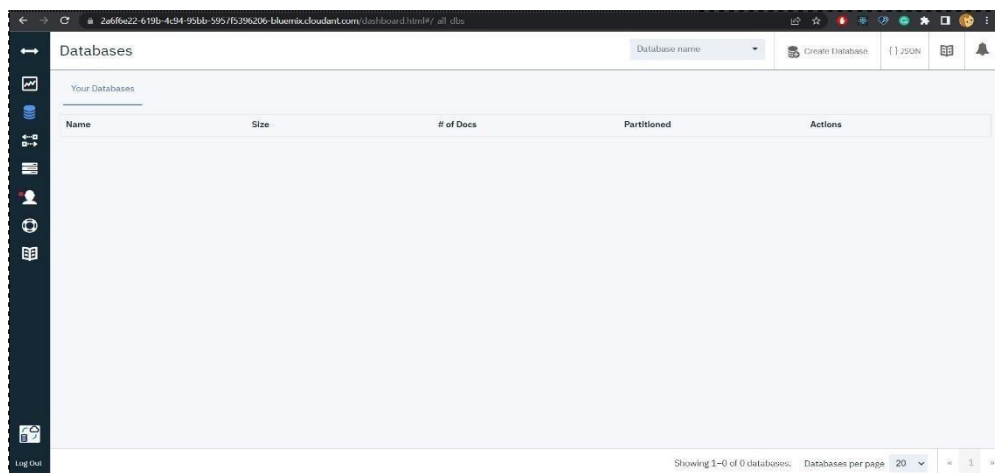 2a6f6e22-619b-4c94-95bb-5957f5396206-bluemix.cloudant.com/dashboard.html#/_all_dbs
Databases
Database name
Create Database
{ } JSON
Your Databases
Name Size # of Docs Partitioned Actions
Log Out
Showing 1–0 of 0 databases. Databases per page 20 « 1 »